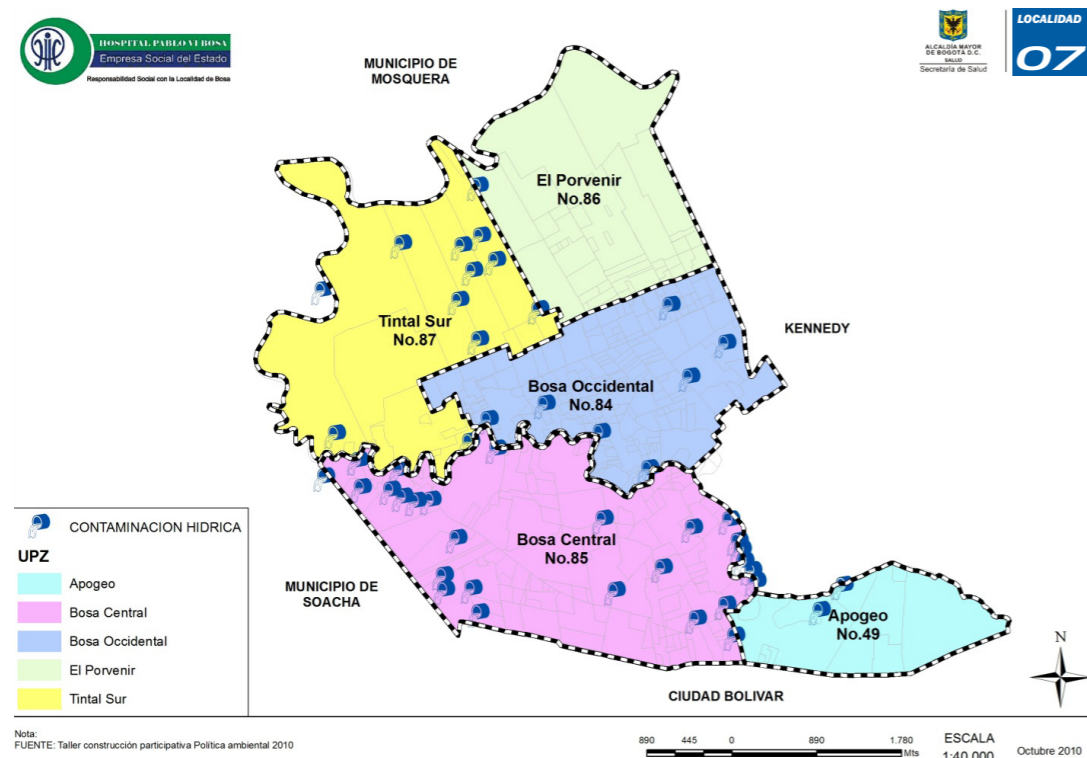 HOSPITAL PABLO VI BOSA
Empresa Social del Estado
Responsabilidad Social con la Localidad de Bosa
ALCALDIA MAYOR
DE BOGOTA D.C.
SALUD
Secretaría de Salud
LOCALIDAD
07
MUNICIPIO DE
MOSQUERA
El Porvenir
No.86
Tintal Sur
No.87
KENNEDY
Bosa Occidental
No.84
Bosa Central
No.85
MUNICIPIO DE
SOACHA
Apogeo
No.49
CIUDAD BOLIVAR
CONTAMINACION HIDRICA
UPZ
Apogeo
Bosa Central
Bosa Occidental
El Porvenir
Tintal Sur
N
Nota:
FUENTE: Taller construcción participativa Política ambiental 2010
890 445 0 890 1.780
Mts
ESCALA
1:40.000
Octubre 2010